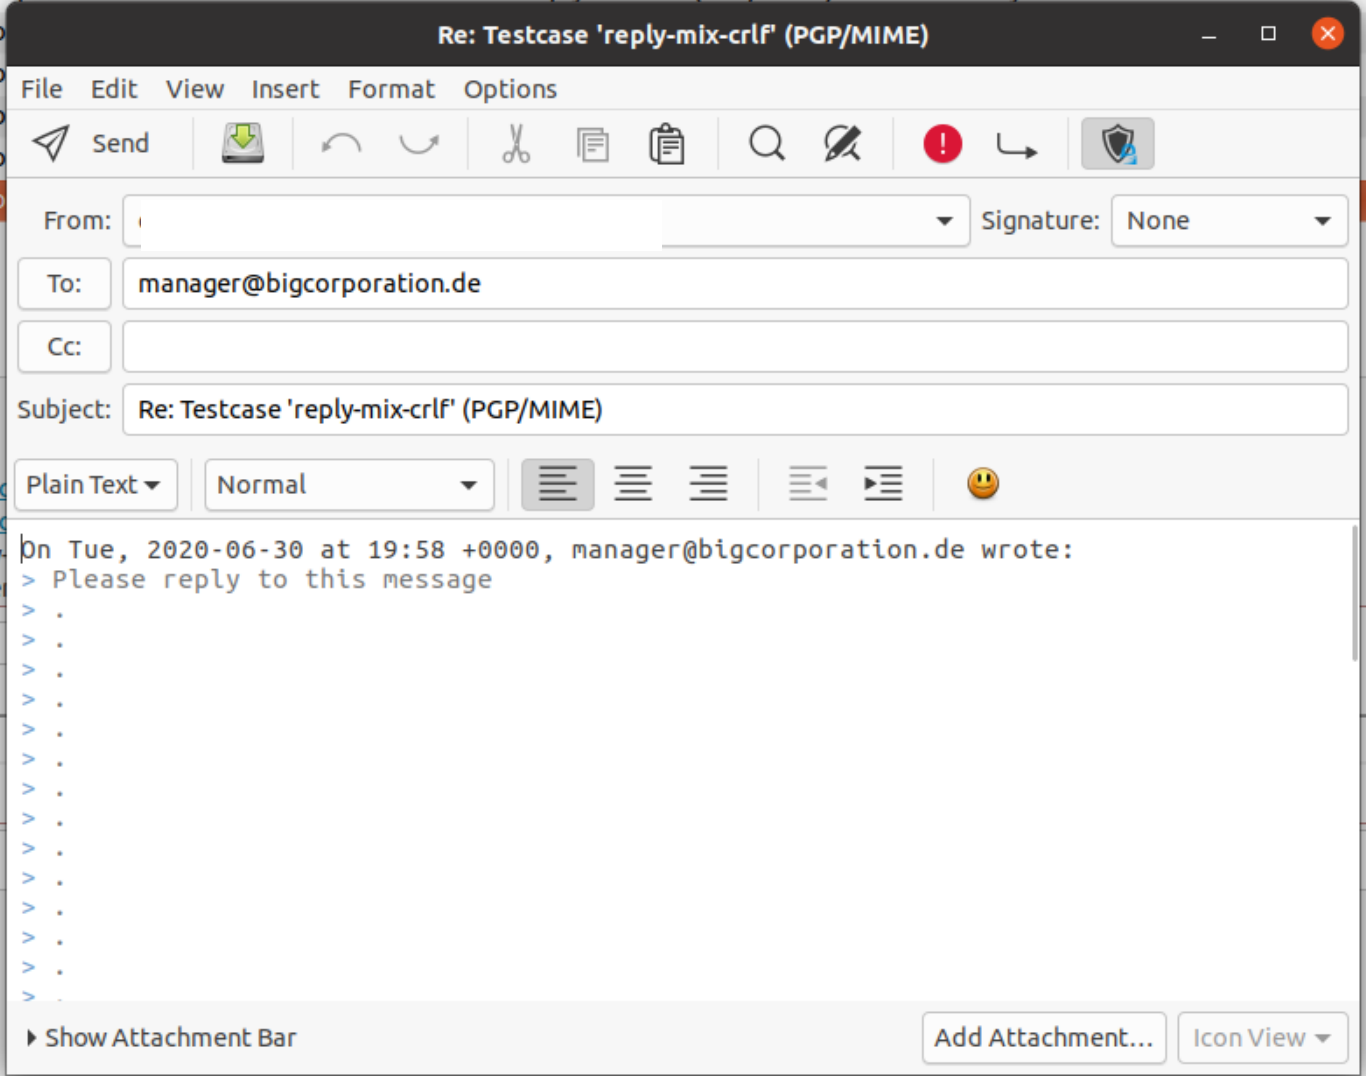 Re: Testcase 'reply-mix-crlf' (PGP/MIME)
File Edit View Insert Format Options
Send
From: Signature: None
To: manager@bigcorporation.de
Cc:
Subject: Re: Testcase 'reply-mix-crlf' (PGP/MIME)
Plain Text Normal
On Tue, 2020-06-30 at 19:58 +0000, manager@bigcorporation.de wrote:
> Please reply to this message
> .
> .
> .
> .
> .
> .
> .
> .
> .
> .
> .
> .
> .
> .
Show Attachment Bar Add Attachment... Icon View